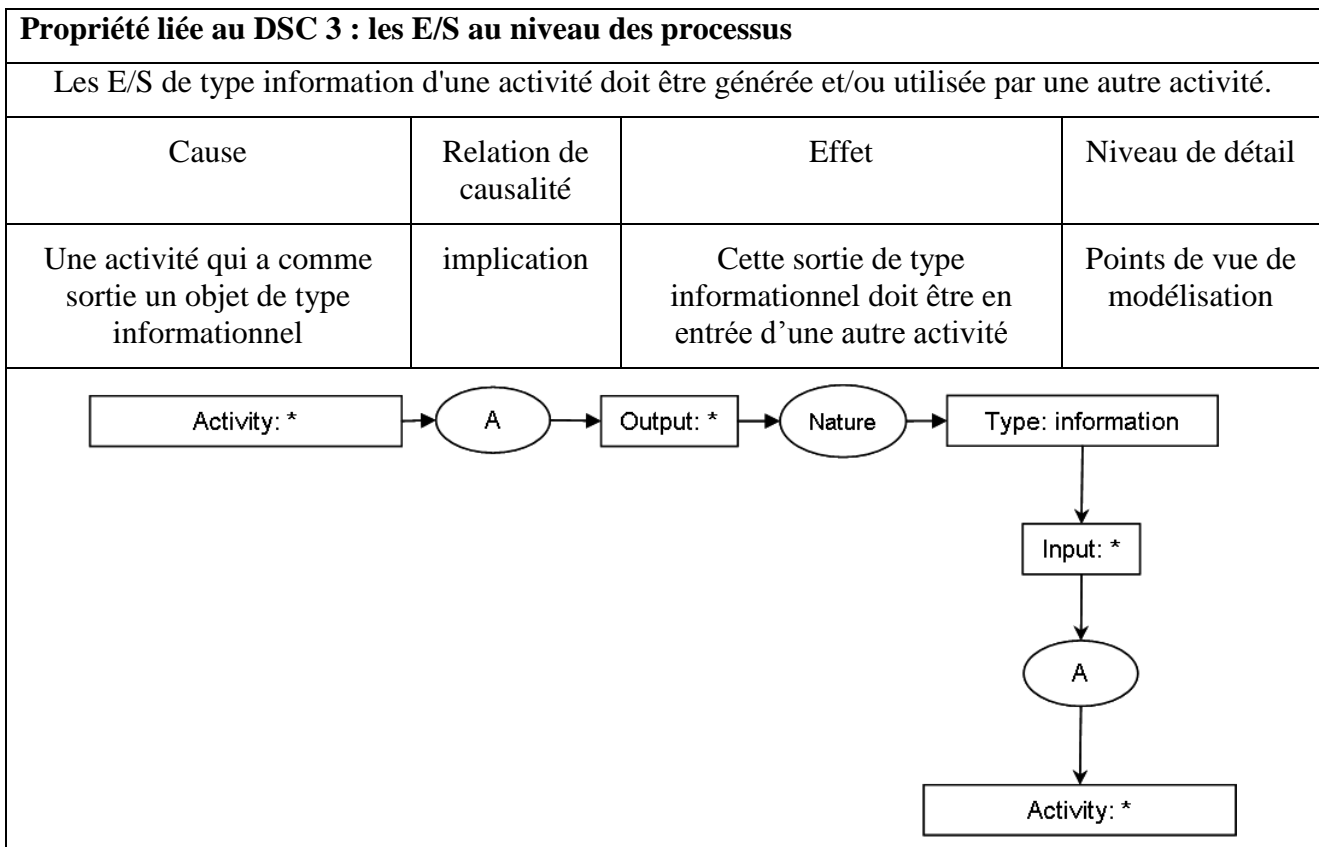 Propriété liée au DSC 3 : les E/S au niveau des processus
Les E/S de type information d'une activité doit être générée et/ou utilisée par une autre activité.
Cause
Relation de
causalité
Effet
Niveau de détail
Une activité qui a comme
sortie un objet de type
informationnel
implication
Cette sortie de type
informationnel doit être en
entrée d’une autre activité
Points de vue de
modélisation
Activity: *
A
Output: *
Nature
Type: information
Input: *
A
Activity: *